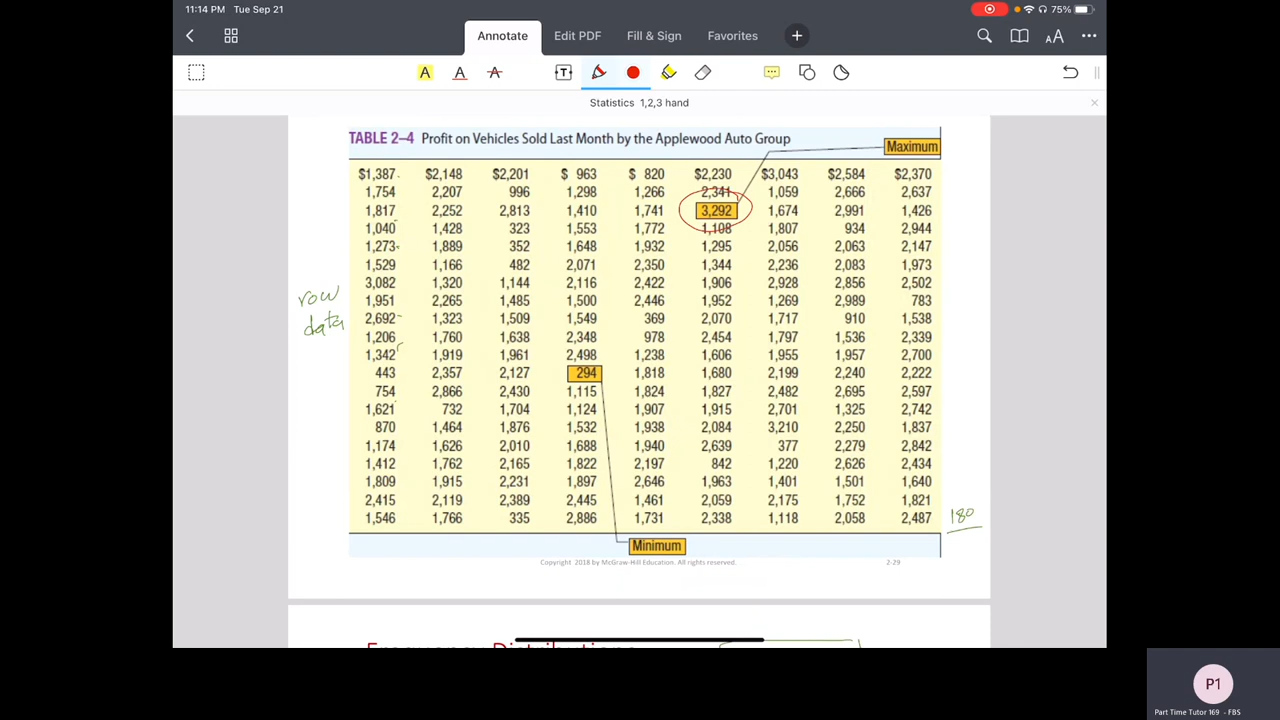 11:14 PM Tue Sep 21
75%
Annotate Edit PDF Fill & Sign Favorites
A A A T
Statistics 1,2,3 hand
TABLE 2–4 Profit on Vehicles Sold Last Month by the Applewood Auto Group
Maximum
$1,387 $2,148 $2,201 $ 963 $ 820 $2,230 $3,043 $2,584 $2,370
1,754 2,207 996 1,298 1,266 2,341 1,059 2,666 2,637
1,817 2,252 2,813 1,410 1,741 3,292 1,674 2,991 1,426
1,040 1,428 323 1,553 1,772 1,108 1,807 934 2,944
1,273 1,889 352 1,648 1,932 1,295 2,056 2,063 2,147
1,529 1,166 482 2,071 2,350 1,344 2,236 2,083 1,973
3,082 1,320 1,144 2,116 2,422 1,906 2,928 2,856 2,502
1,951 2,265 1,485 1,500 2,446 1,952 1,269 2,989 783
2,692 1,323 1,509 1,549 369 2,070 1,717 910 1,538
1,206 1,760 1,638 2,348 978 2,454 1,797 1,536 2,339
1,342 1,919 1,961 2,498 1,238 1,606 1,955 1,957 2,700
443 2,357 2,127 294 1,818 1,680 2,199 2,240 2,222
754 2,866 2,430 1,115 1,824 1,827 2,482 2,695 2,597
1,621 732 1,704 1,124 1,907 1,915 2,701 1,325 2,742
870 1,464 1,876 1,532 1,938 2,084 3,210 2,250 1,837
1,174 1,626 2,010 1,688 1,940 2,639 377 2,279 2,842
1,412 1,762 2,165 1,822 2,197 842 1,220 2,626 2,434
1,809 1,915 2,231 1,897 2,646 1,963 1,401 1,501 1,640
2,415 2,119 2,389 2,445 1,461 2,059 2,175 1,752 1,821
1,546 1,766 335 2,886 1,731 2,338 1,118 2,058 2,487
row
data
180
Minimum
Copyright 2018 by McGraw-Hill Education. All rights reserved. 2-29
Frequency Distributions
P1
Part Time Tutor 169 - FBS